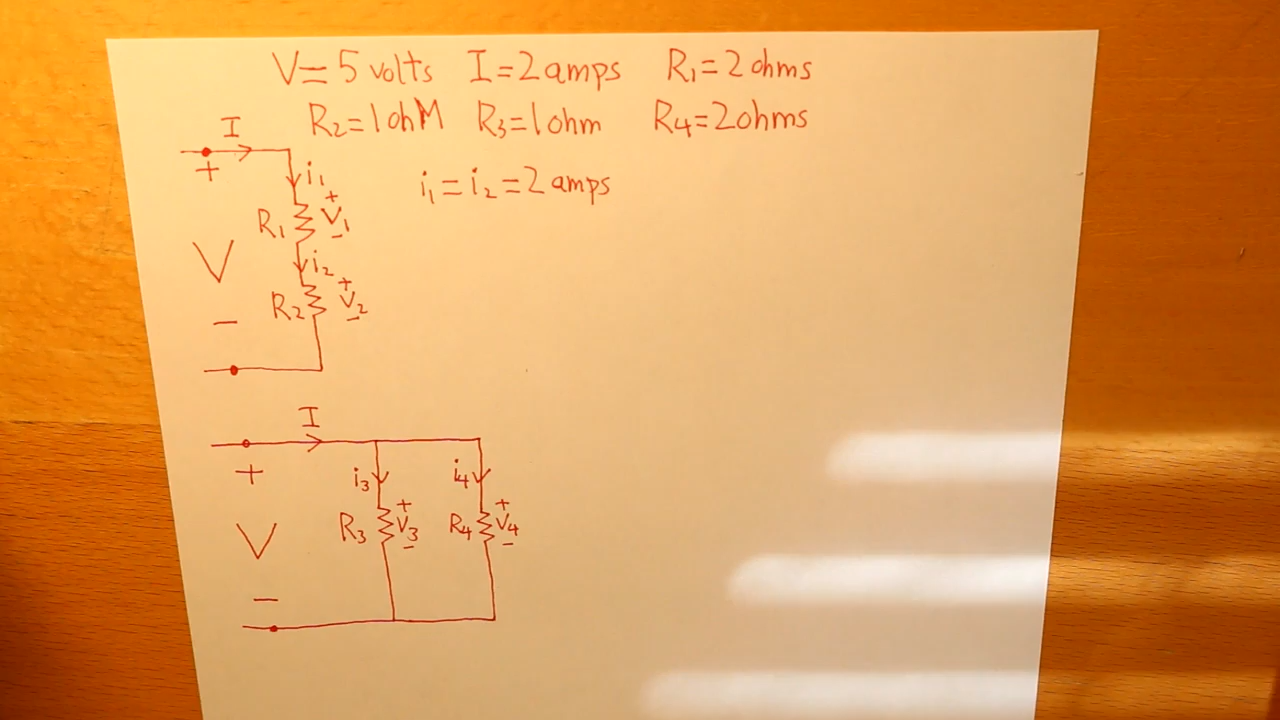 V= 5 volts I=2 amps R₁=2 ohms
R₂=1 ohM R₃=1 ohm R₄=2 ohms
i₁=i₂=2 amps
I
+
i₁
R₁
+
V₁
-
V
i₂
R₂
+
V₂
-
-
I
+
i₃
i₄
V
R₃
+
V₃
-
R₄
+
V₄
-
-